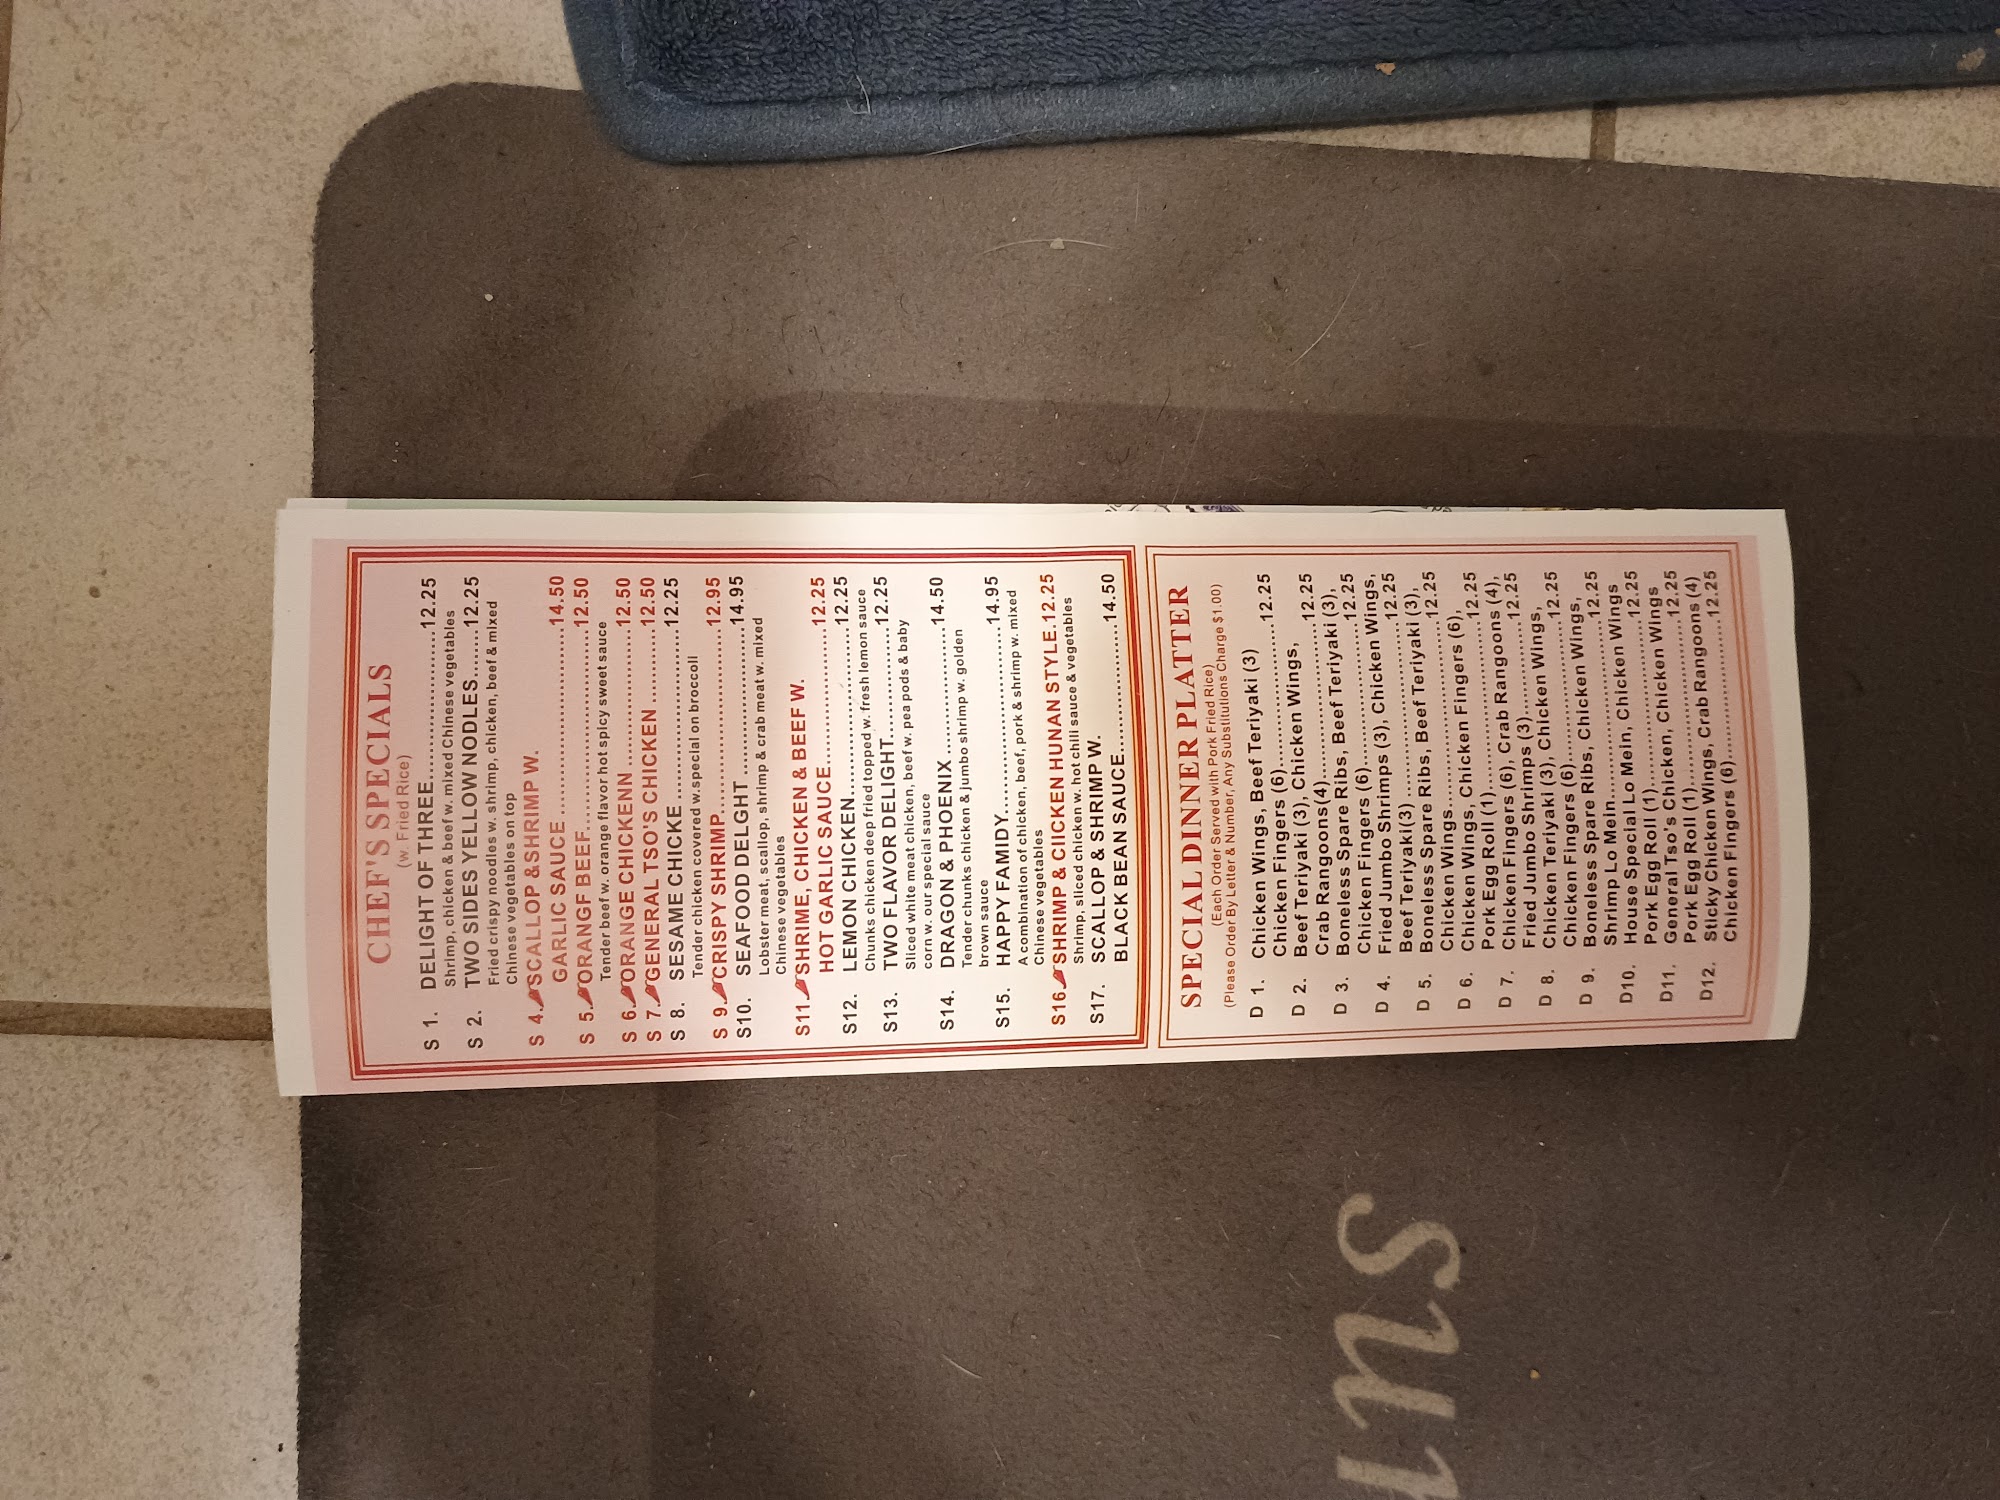 CHEF'S SPECIALS
(w. Fried Rice)
S 1. DELIGHT OF THREE..................12.25
Shrimp, chicken & beef w. mixed Chinese vegetables
S 2. TWO SIDES YELLOW NODLES.......12.25
Fried crispy noodles w. shrimp, chicken, beef & mixed
Chinese vegetables on top
S 4. SCALLOP & SHRIMP W.
GARLIC SAUCE ..........................14.50
S 5. ORANGF BEEF..........................12.50
Tender beef w. orange flavor hot spicy sweet sauce
S 6. ORANGE CHICKENN ..................12.50
S 7. GENERAL TSO'S CHICKEN ..........12.50
S 8. SESAME CHICKE ......................12.25
Tender chicken covered w.special on broccoli
S 9. CRISPY SHRIMP.......................12.95
S10. SEAFOOD DELGHT ...................14.95
Lobster meat, scallop, shrimp & crab meat w. mixed
Chinese vegetables
S11. SHRIME, CHICKEN & BEEF W.
HOT GARLIC SAUCE.................12.25
S12. LEMON CHICKEN.....................12.25
Chunks chicken deep fried topped w. fresh lemon sauce
S13. TWO FLAVOR DELIGHT..............12.25
Sliced white meat chicken, beef w. pea pods & baby
corn w. our special sauce
S14. DRAGON & PHOENIX................14.50
Tender chunks chicken & jumbo shrimp w. golden
brown sauce
S15. HAPPY FAMIDY.......................14.95
A combination of chicken, beef, pork & shrimp w. mixed
Chinese vegetables
S16. SHRIMP & CIICKEN HUNAN STYLE.12.25
Shrimp, sliced chicken w. hot chili sauce & vegetables
S17. SCALLOP & SHRIMP W.
BLACK BEAN SAUCE.................14.50
SPECIAL DINNER PLATTER
(Each Order Served with Pork Fried Rice)
(Please Order By Letter & Number, Any Substitutions Charge $1.00)
D 1. Chicken Wings, Beef Teriyaki (3)
Chicken Fingers (6)....................12.25
D 2. Beef Teriyaki (3), Chicken Wings,
Crab Rangoons(4)......................12.25
D 3. Boneless Spare Ribs, Beef Teriyaki (3),
Chicken Fingers (6)....................12.25
D 4. Fried Jumbo Shrimps (3), Chicken Wings,
Beef Teriyaki(3) ........................12.25
D 5. Boneless Spare Ribs, Beef Teriyaki (3),
Chicken Wings..........................12.25
D 6. Chicken Wings, Chicken Fingers (6),
Pork Egg Roll (1).......................12.25
D 7. Chicken Fingers (6), Crab Rangoons (4),
Fried Jumbo Shrimps (3)..............12.25
D 8. Chicken Teriyaki (3), Chicken Wings,
Chicken Fingers (6)....................12.25
D 9. Boneless Spare Ribs, Chicken Wings,
Shrimp Lo Mein.........................12.25
D10. House Special Lo Mein, Chicken Wings
Pork Egg Roll (1).......................12.25
D11. General Tso's Chicken, Chicken Wings
Pork Egg Roll (1).......................12.25
D12. Sticky Chicken Wings, Crab Rangoons (4)
Chicken Fingers (6)....................12.25